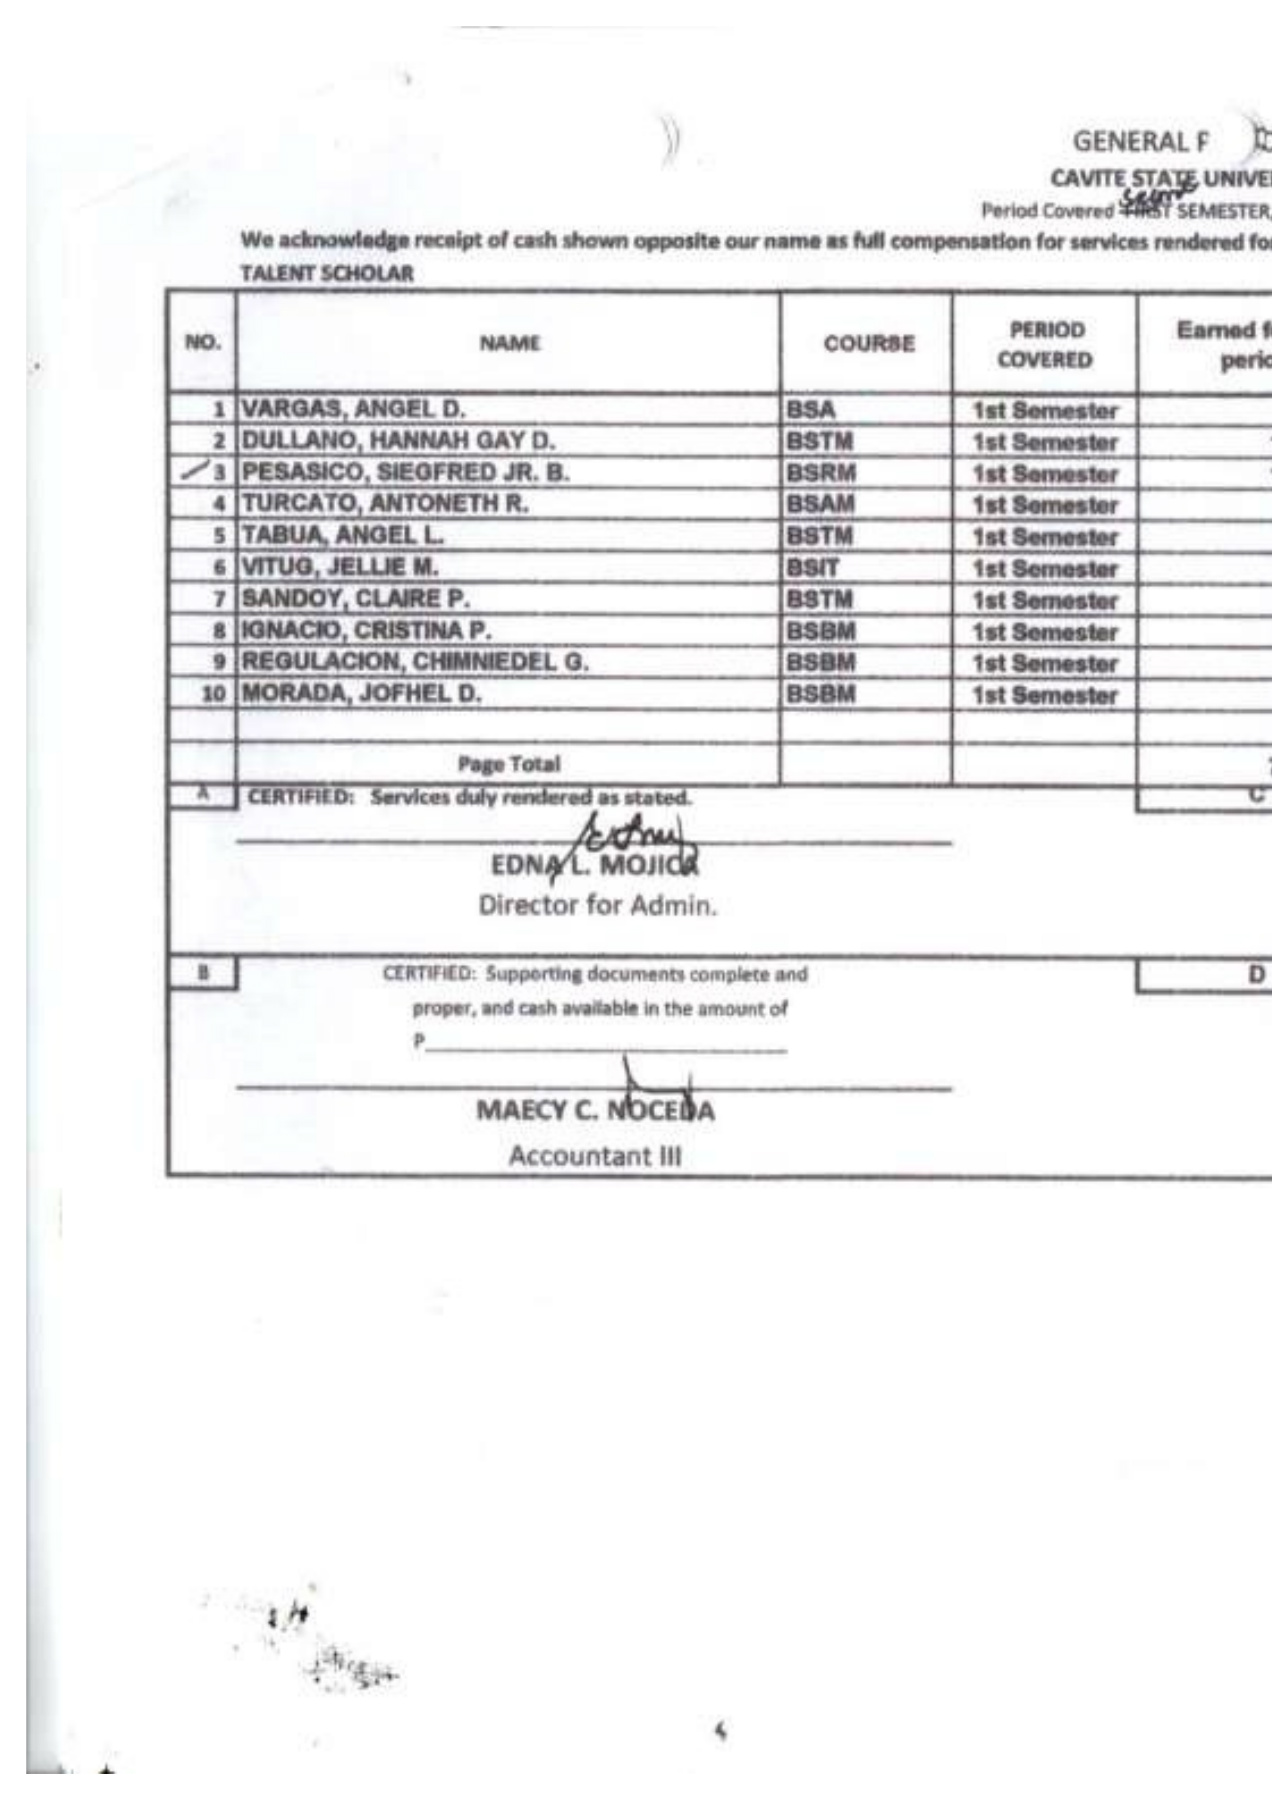 GENERAL P
CAVITE STATE UNIVE
second
Period Covered FIRST SEMESTER,
We acknowledge receipt of cash shown opposite our name as full compensation for services rendered for
TALENT SCHOLAR
NO. NAME COURSE PERIOD COVERED Earned f perio
1 VARGAS, ANGEL D. BSA 1st Semester
2 DULLANO, HANNAH GAY D. BSTM 1st Semester
3 PESASICO, SIEGFRED JR. B. BSRM 1st Semester
4 TURCATO, ANTONETH R. BSAM 1st Semester
5 TABUA, ANGEL L. BSTM 1st Semester
6 VITUG, JELLIE M. BSIT 1st Semester
7 SANDOY, CLAIRE P. BSTM 1st Semester
8 IGNACIO, CRISTINA P. BSBM 1st Semester
9 REGULACION, CHIMNIEDEL G. BSBM 1st Semester
10 MORADA, JOFHEL D. BSBM 1st Semester
Page Total
A CERTIFIED: Services duly rendered as stated. C
EDNA L. MOJICA
Director for Admin.
B CERTIFIED: Supporting documents complete and D
proper, and cash available in the amount of
P
MAECY C. NOCEDA
Accountant III